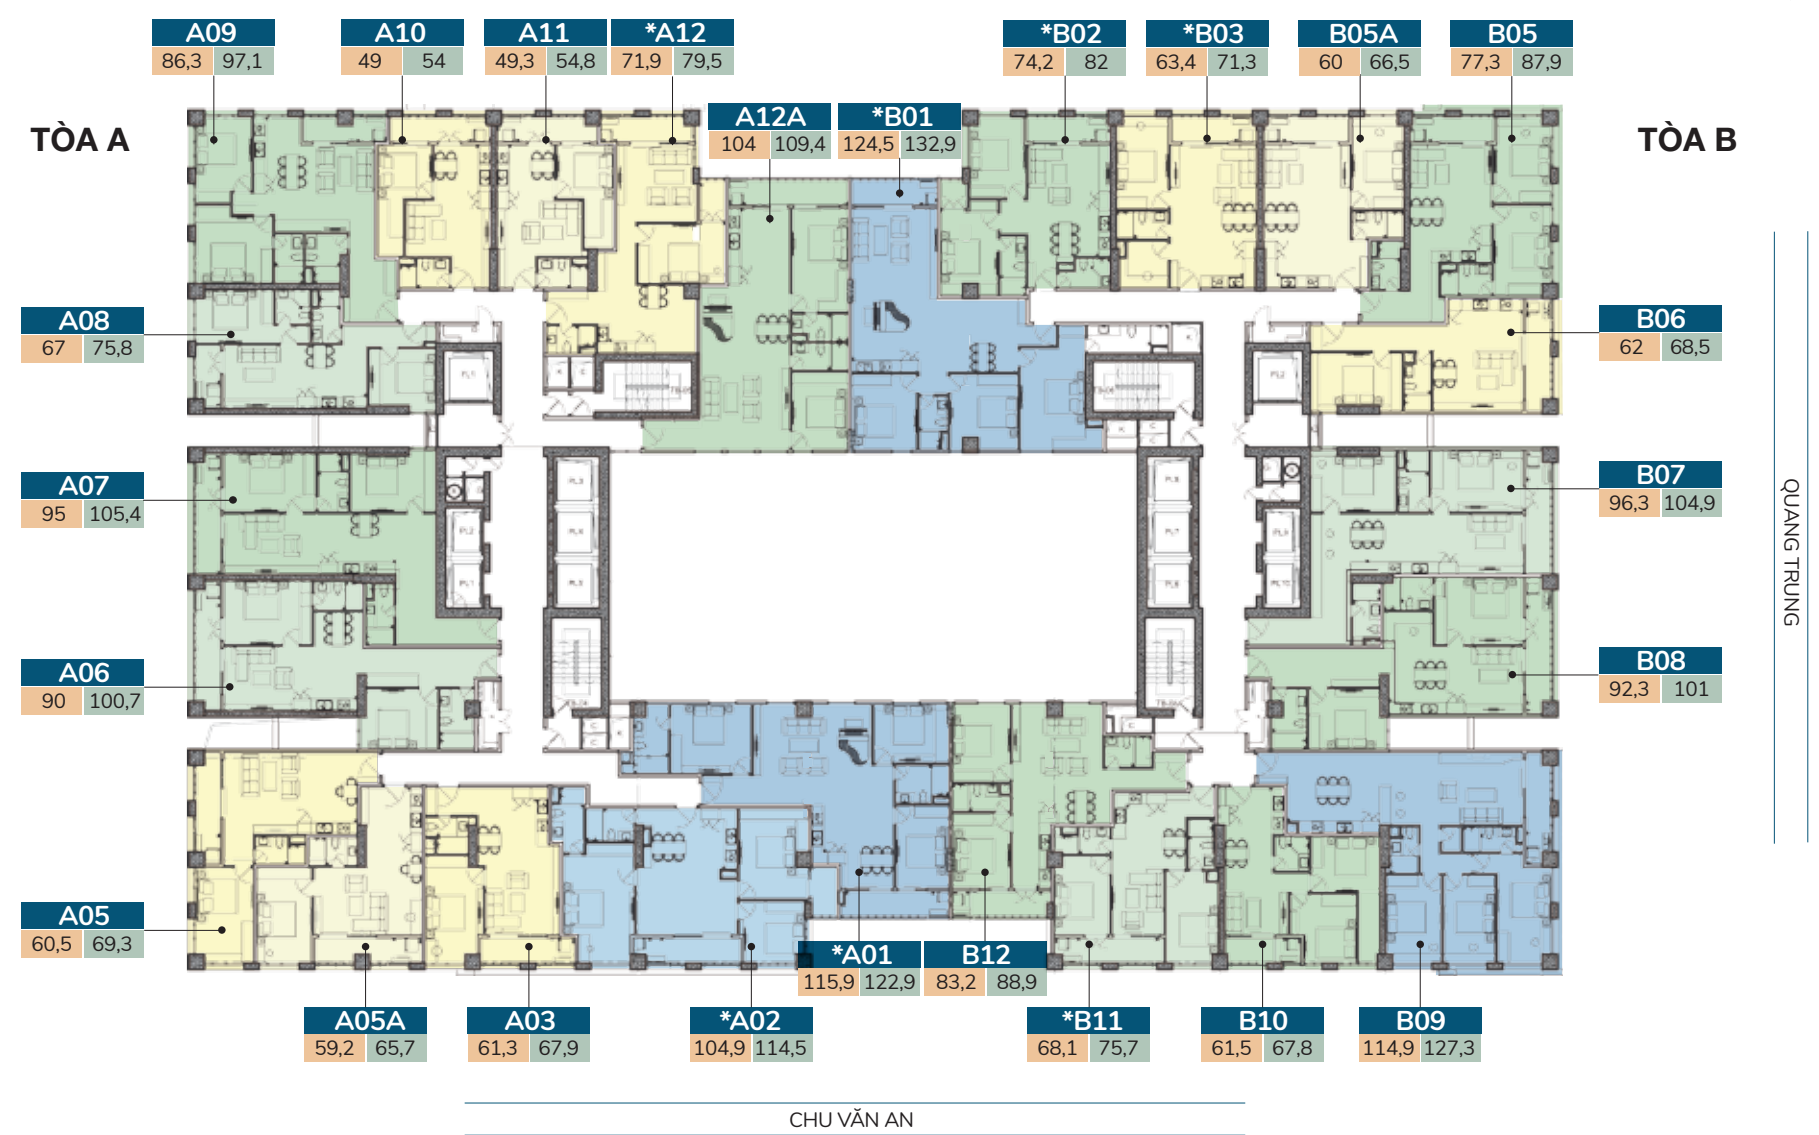 A09
86,3 97,1
A10
49 54
A11
49,3 54,8
*A12
71,9 79,5
*B02
74,2 82
*B03
63,4 71,3
B05A
60 66,5
B05
77,3 87,9
TÒA A
A12A
104 109,4
*B01
124,5 132,9
TÒA B
A08
67 75,8
B06
62 68,5
A07
95 105,4
B07
96,3 104,9
QUANG TRUNG
A06
90 100,7
B08
92,3 101
A05
60,5 69,3
*A01
115,9 122,9
B12
83,2 88,9
A05A
59,2 65,7
A03
61,3 67,9
*A02
104,9 114,5
*B11
68,1 75,7
B10
61,5 67,8
B09
114,9 127,3
CHU VĂN AN